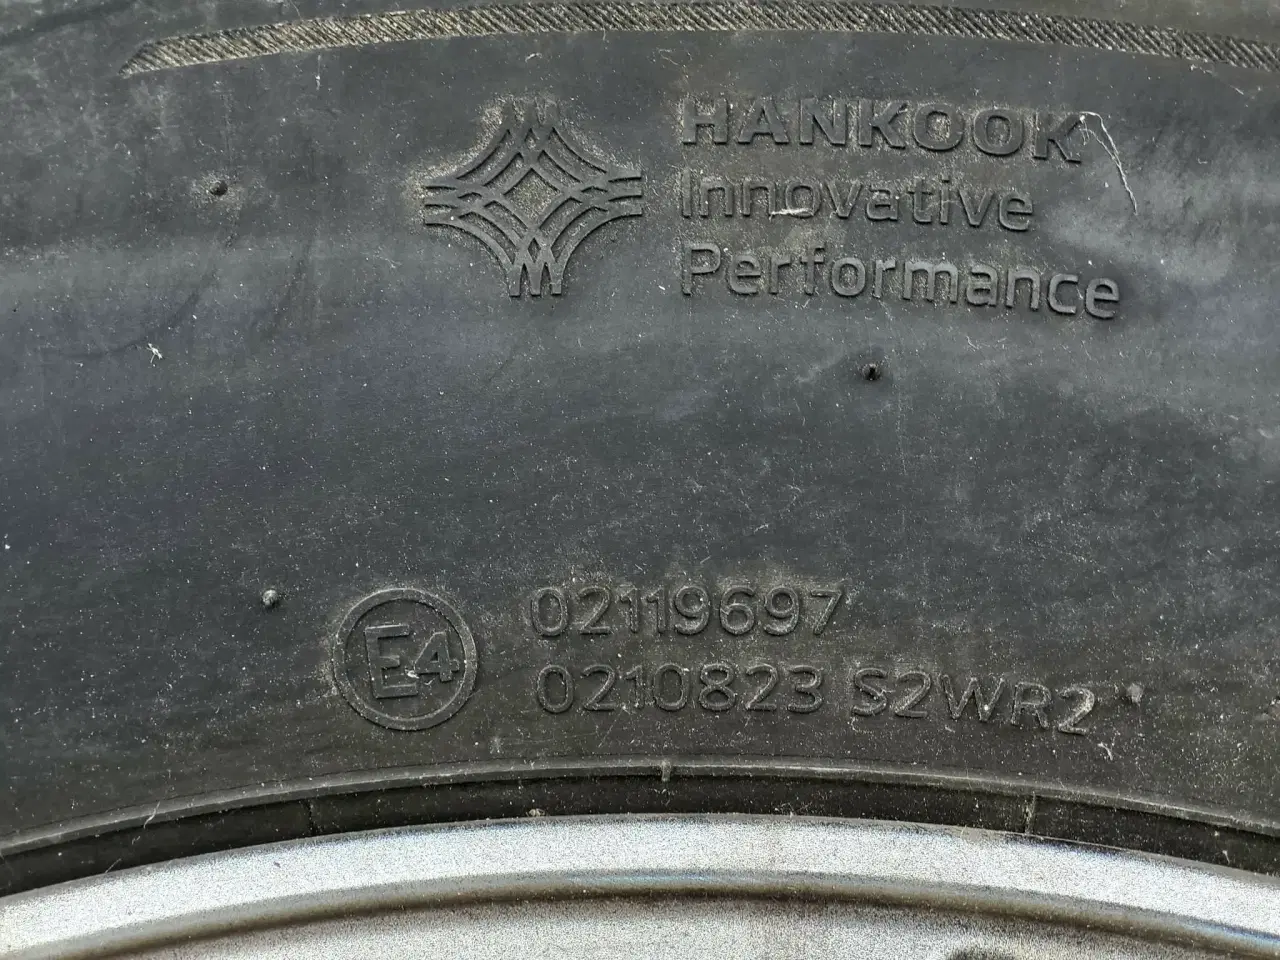 HANKOOK
Innovative
Performance
E4
02119697
0210823 S2WR2